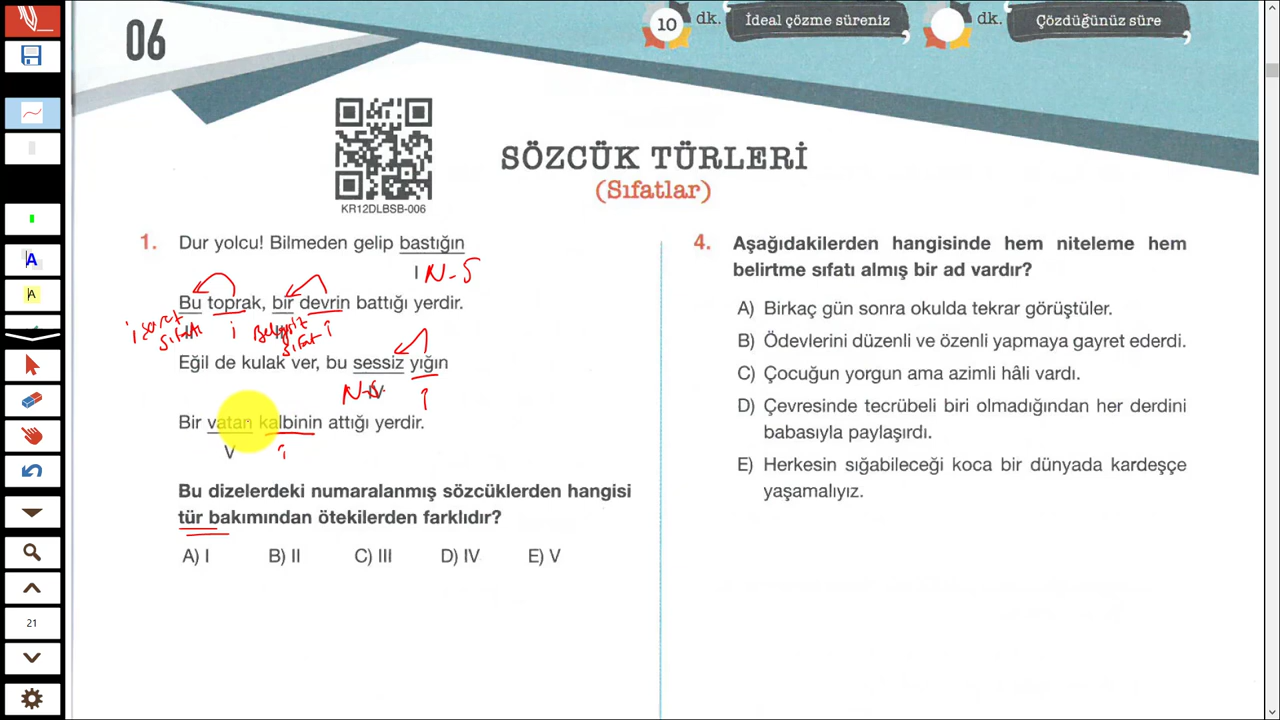 06
10 dk. İdeal çözme süreniz
dk. Çözdüğünüz süre
KR12DLBSB-006
SÖZCÜK TÜRLERİ
(Sıfatlar)
1. Dur yolcu! Bilmeden gelip bastığın
I N-S
Bu toprak, bir devrin battığı yerdir.
işaret sıfatı i Belgisiz sıfat i
Eğil de kulak ver, bu sessiz yığın
IV N-S i
Bir vatan kalbinin attığı yerdir.
V i
Bu dizelerdeki numaralanmış sözcüklerden hangisi
tür bakımından ötekilerden farklıdır?
A) I B) II C) III D) IV E) V
4. Aşağıdakilerden hangisinde hem niteleme hem
belirtme sıfatı almış bir ad vardır?
A) Birkaç gün sonra okulda tekrar görüştüler.
B) Ödevlerini düzenli ve özenli yapmaya gayret ederdi.
C) Çocuğun yorgun ama azimli hâli vardı.
D) Çevresinde tecrübeli biri olmadığından her derdini
babasıyla paylaşırdı.
E) Herkesin sığabileceği koca bir dünyada kardeşçe
yaşamalıyız.
A
A
21